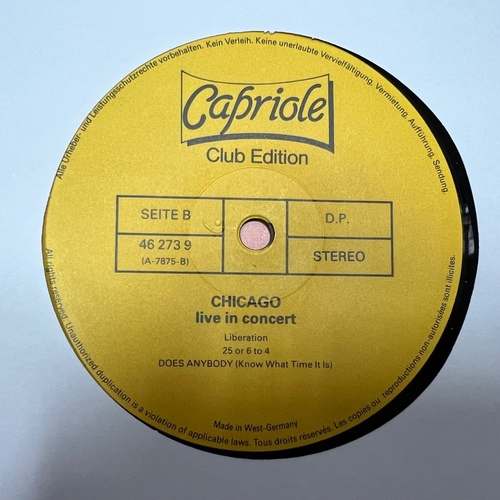 Alle Urheber- und Leistungsschutzrechte vorbehalten. Kein Verleih. Keine unerlaubte Vervielfältigung, Vermietung, Aufführung, Sendung.
Capriole
Club Edition
SEITE B
D.P.
46 273 9
(A-7875-B)
STEREO
CHICAGO
live in concert
Liberation
25 or 6 to 4
DOES ANYBODY (Know What Time It Is)
Made in West-Germany
All rights reserved. Unauthorized duplication is a violation of applicable laws. Tous droits réservés. Les copies ou reproductions non-autorisées sont illicites.